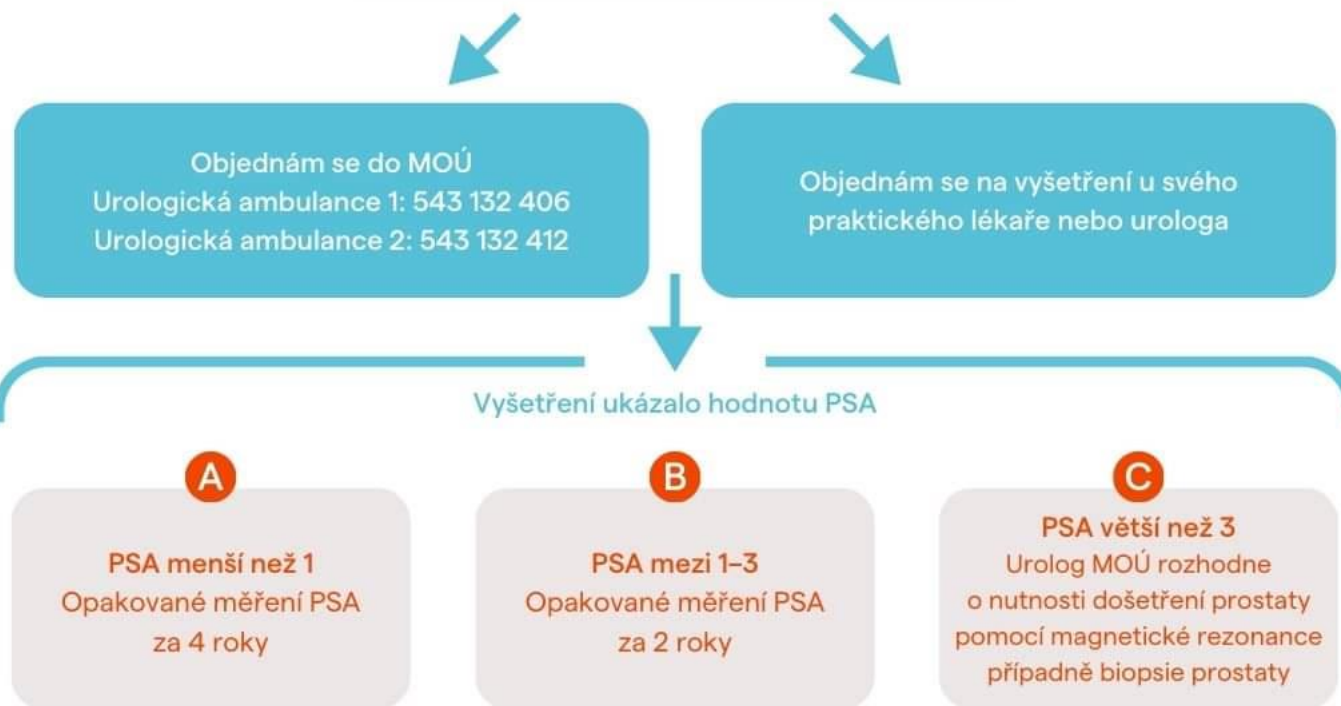 Objednám se do MOÚ
Urologická ambulance 1: 543 132 406
Urologická ambulance 2: 543 132 412
Objednám se na vyšetření u svého
praktického lékaře nebo urologa
Vyšetření ukázalo hodnotu PSA
A
PSA menší než 1
Opakované měření PSA
za 4 roky
B
PSA mezi 1–3
Opakované měření PSA
za 2 roky
C
PSA větší než 3
Urolog MOÚ rozhodne
o nutnosti došetření prostaty
pomocí magnetické rezonance
případně biopsie prostaty